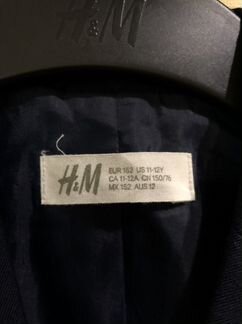 H&M
H&M
EUR 152 US 11-12Y
CA 11-12A CN 150/76
MX 152 AUS 12